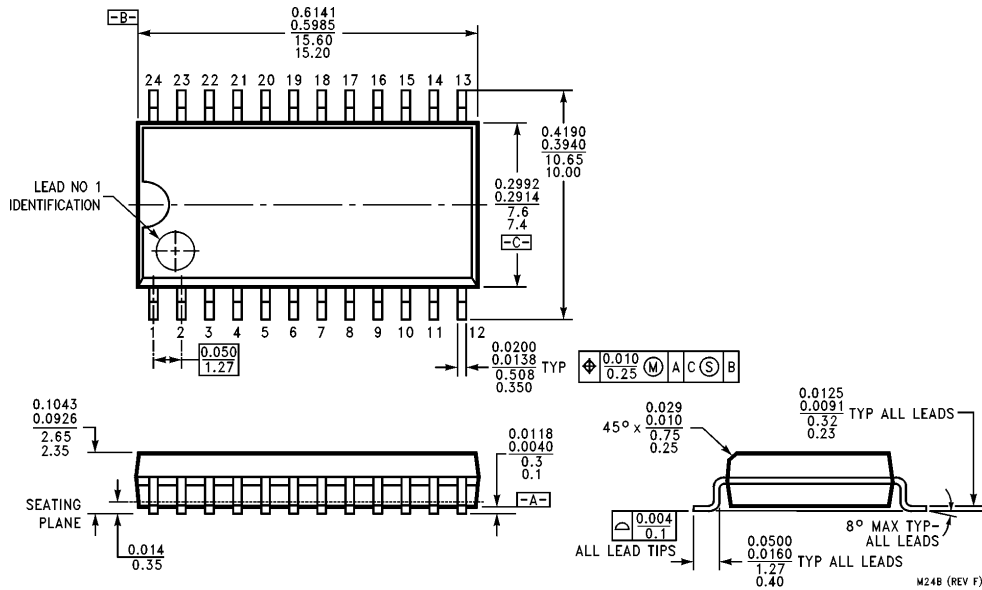 -B-
0.6141
0.5985
15.60
15.20
24 23 22 21 20 19 18 17 16 15 14 13
0.4190
0.3940
10.65
10.00
0.2992
0.2914
7.6
7.4
-C-
LEAD NO 1
IDENTIFICATION
1 2 3 4 5 6 7 8 9 10 11 12
0.050
1.27
0.0200
0.0138
0.508
0.350
TYP
⌖ 0.010
0.25
Ⓜ A C Ⓢ B
0.1043
0.0926
2.65
2.35
0.0118
0.0040
0.3
0.1
-A-
SEATING
PLANE
0.014
0.35
45° x
0.029
0.010
0.75
0.25
0.0125
0.0091
0.32
0.23
TYP ALL LEADS
0.004
0.1
ALL LEAD TIPS
8° MAX TYP-
ALL LEADS
0.0500
0.0160
1.27
0.40
TYP ALL LEADS
M24B (REV F)